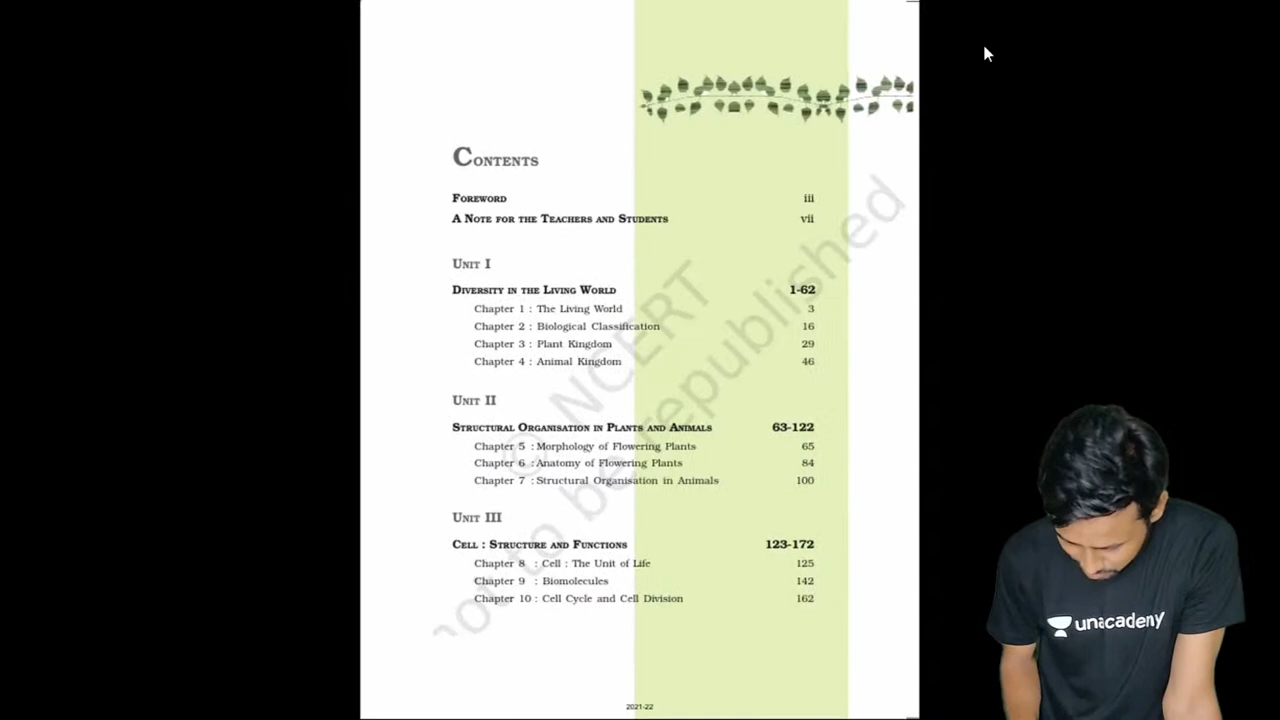 CONTENTS
FOREWORD iii
A NOTE FOR THE TEACHERS AND STUDENTS vii
UNIT I
DIVERSITY IN THE LIVING WORLD 1-62
Chapter 1 : The Living World 3
Chapter 2 : Biological Classification 16
Chapter 3 : Plant Kingdom 29
Chapter 4 : Animal Kingdom 46
UNIT II
STRUCTURAL ORGANISATION IN PLANTS AND ANIMALS 63-122
Chapter 5 : Morphology of Flowering Plants 65
Chapter 6 : Anatomy of Flowering Plants 84
Chapter 7 : Structural Organisation in Animals 100
UNIT III
CELL : STRUCTURE AND FUNCTIONS 123-172
Chapter 8 : Cell : The Unit of Life 125
Chapter 9 : Biomolecules 142
Chapter 10 : Cell Cycle and Cell Division 162
2021-22
© NCERT
not to be republished
unacademy